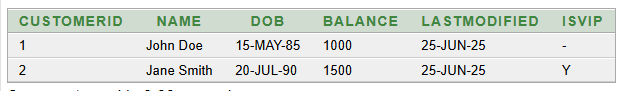 CUSTOMERID NAME DOB BALANCE LASTMODIFIED ISVIP
1 John Doe 15-MAY-85 1000 25-JUN-25 -
2 Jane Smith 20-JUL-90 1500 25-JUN-25 Y